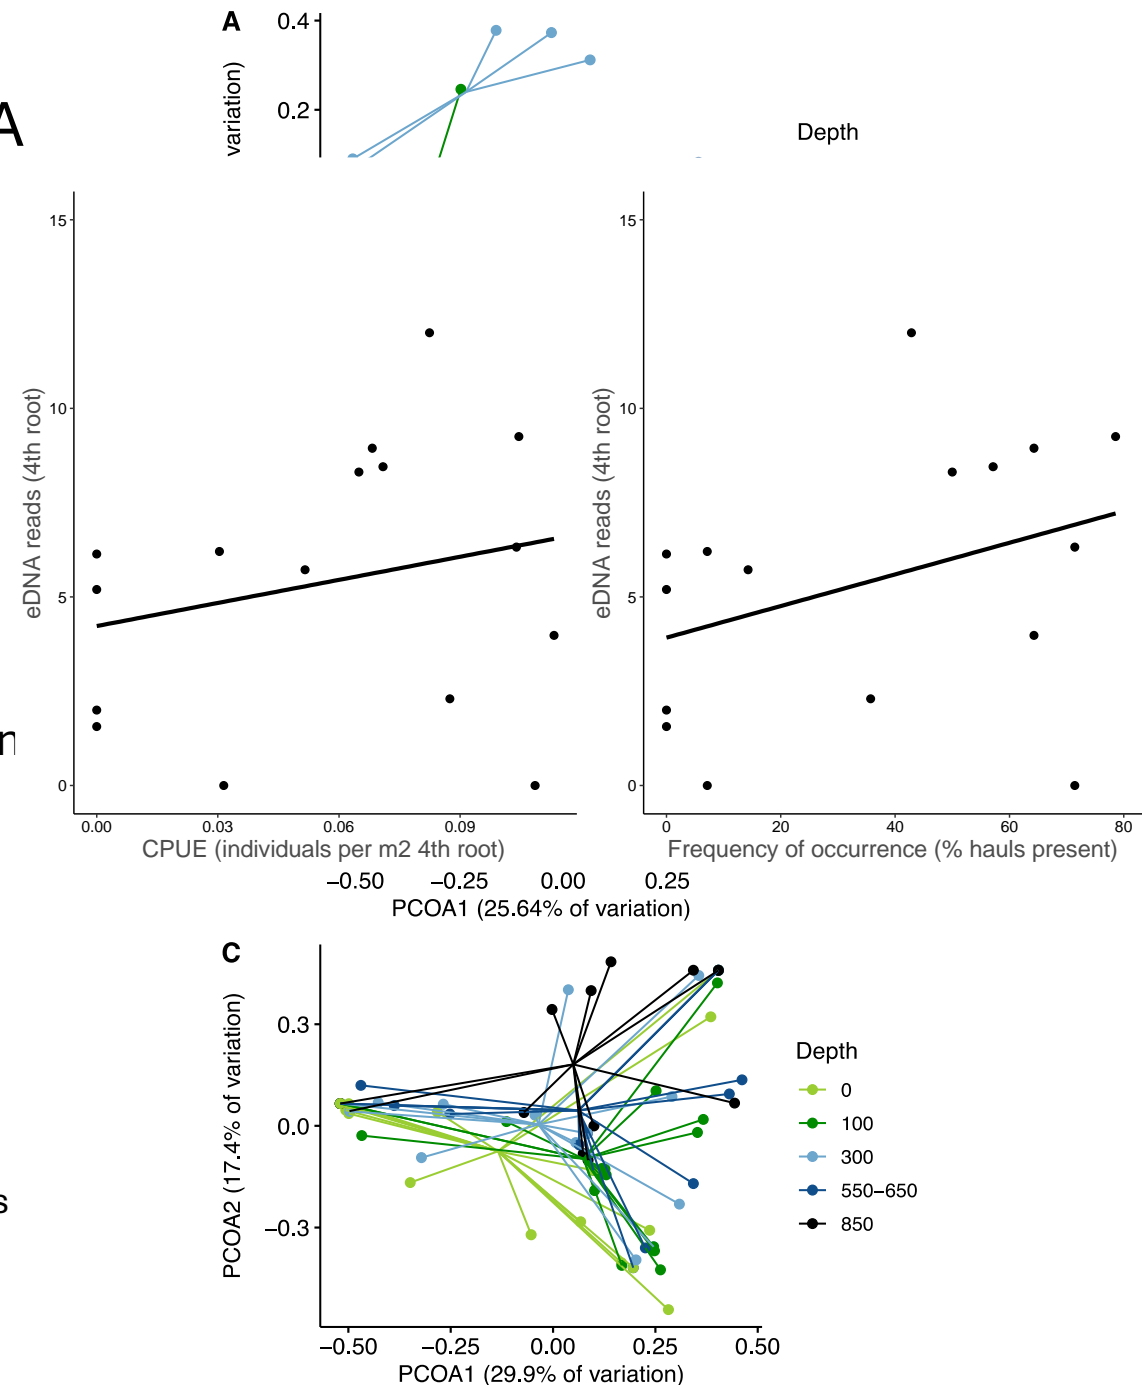 A
0.4
0.2
variation)
Depth
A
15
10
5
0
eDNA reads (4th root)
0.00 0.03 0.06 0.09
CPUE (individuals per m2 4th root)
15
10
5
0
eDNA reads (4th root)
0 20 40 60 80
Frequency of occurrence (% hauls present)
n
−0.50 −0.25 0.00 0.25
PCOA1 (25.64% of variation)
C
0.3
0.0
−0.3
PCOA2 (17.4% of variation)
−0.50 −0.25 0.00 0.25 0.50
PCOA1 (29.9% of variation)
Depth
0
100
300
550−650
850
s